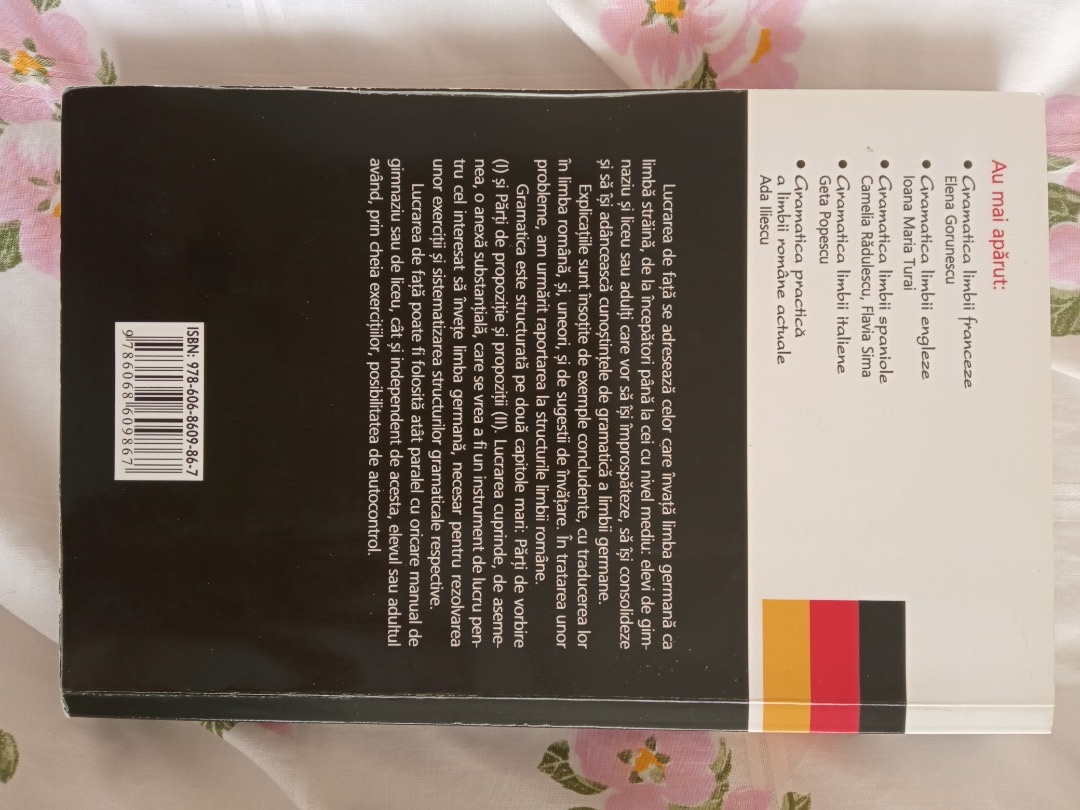 Au mai apărut:
• Gramatica limbii franceze
Elena Gorunescu
• Gramatica limbii engleze
Ioana Maria Turai
• Gramatica limbii spaniole
Camelia Rădulescu, Flavia Sima
• Gramatica limbii italiene
Geta Popescu
• Gramatica practică
a limbii române actuale
Ada Iliescu
Lucrarea de față se adresează celor care învață limba germană ca
limbă străină, de la începători până la cei cu nivel mediu: elevi de gim-
naziu și liceu sau adulți care vor să își împrospăteze, să își consolideze
și să își adâncească cunoștințele de gramatică a limbii germane.
Explicațiile sunt însoțite de exemple concludente, cu traducerea lor
în limba română, și, uneori, și de sugestii de învățare. În tratarea unor
probleme, am urmărit raportarea la structurile limbii române.
Gramatica este structurată pe două capitole mari: Părți de vorbire
(I) și Părți de propoziție și propoziții (II). Lucrarea cuprinde, de aseme-
nea, o anexă substanțială, care se vrea a fi un instrument de lucru pen-
tru cel interesat să învețe limba germană, necesar pentru rezolvarea
unor exerciții și sistematizarea structurilor gramaticale respective.
Lucrarea de față poate fi folosită atât paralel cu oricare manual de
gimnaziu sau de liceu, cât și independent de acesta, elevul sau adultul
având, prin cheia exercițiilor, posibilitatea de autocontrol.
ISBN: 978-606-8609-86-7
9 786068 609867